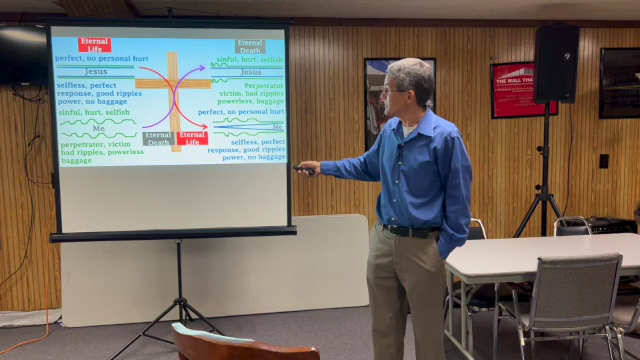 Eternal
Life
Eternal
Death
perfect, no personal hurt
sinful, hurt, selfish
Jesus
Jesus
selfless, perfect
response, good ripples
power, no baggage
Perpetrator
victim, bad ripples
powerless, baggage
sinful, hurt, selfish
perfect, no personal hurt
Me
Me
Eternal
Death
Eternal
Life
perpetrator, victim
bad ripples, powerless
baggage
selfless, perfect
response, good ripples
power, no baggage
THE WALL THA